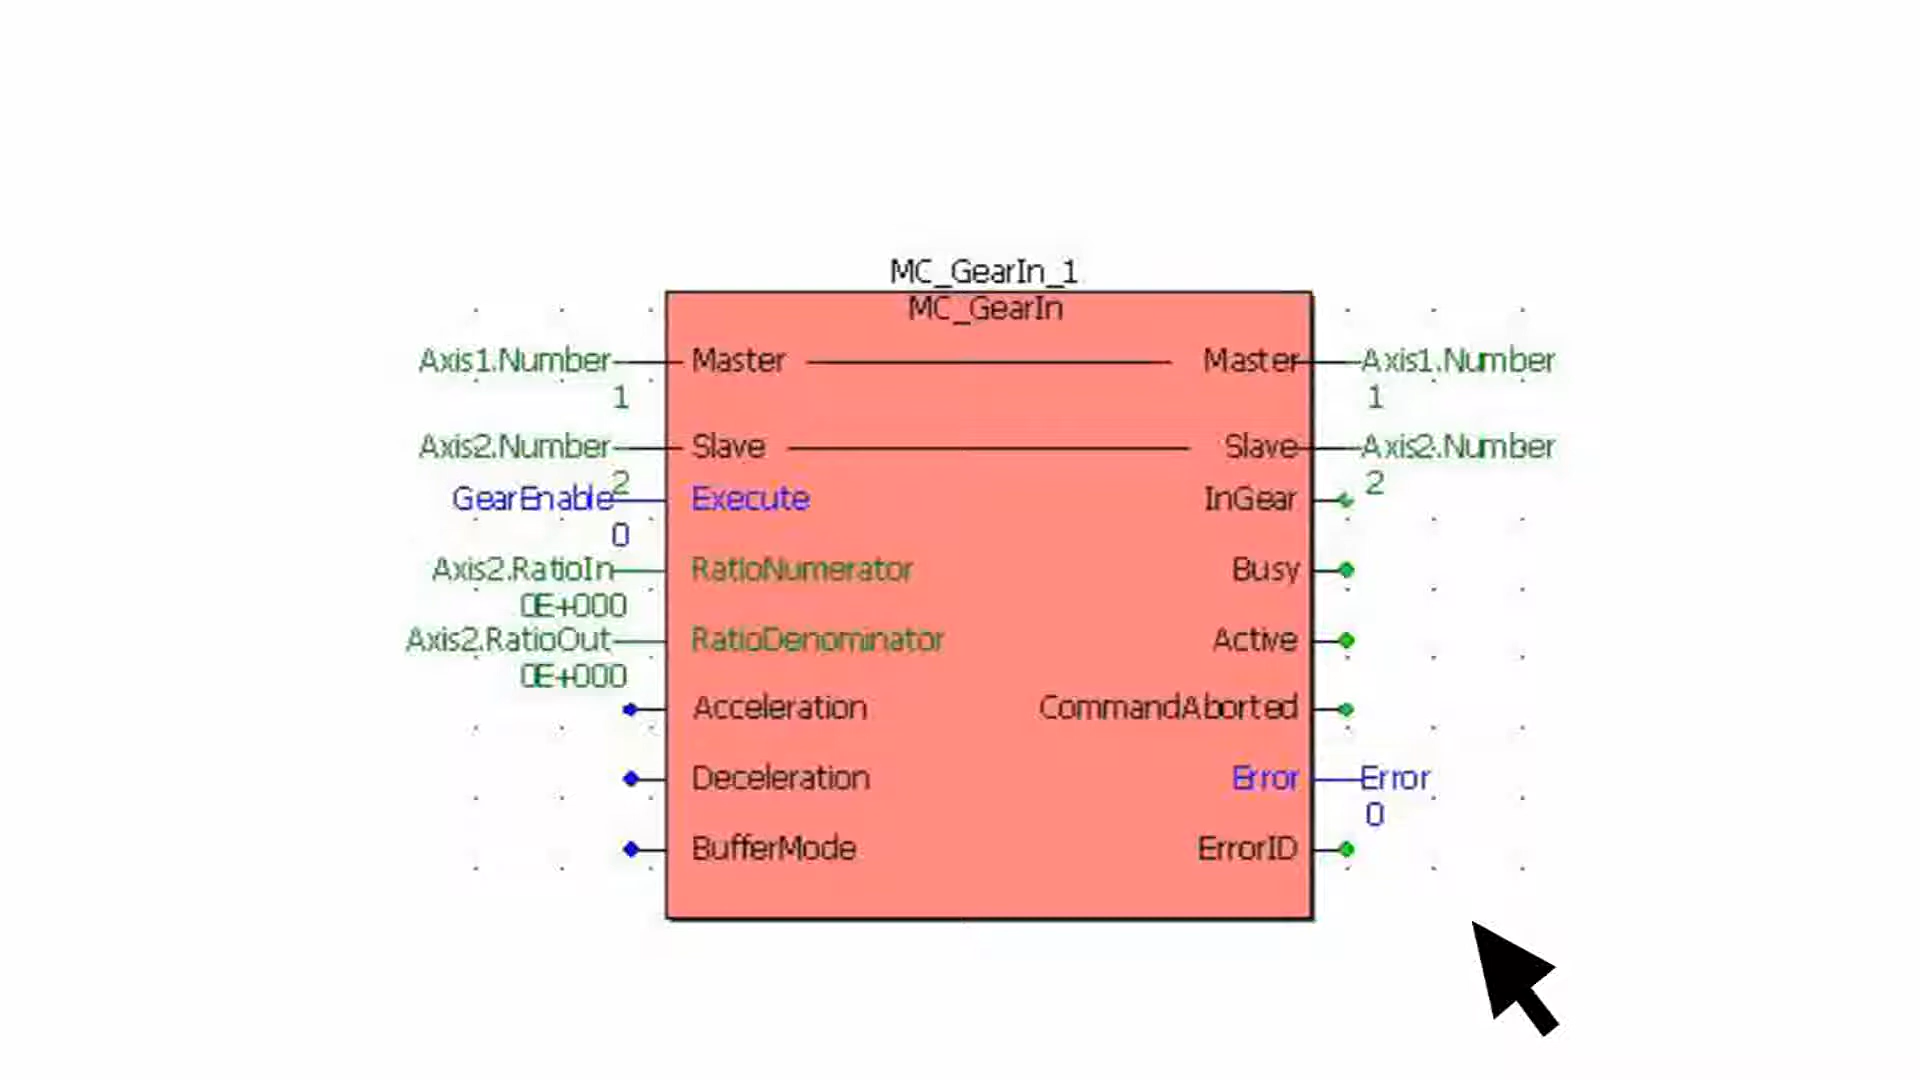 MC_GearIn_1
MC_GearIn
Axis1.Number Master Master Axis1.Number
1 1
Axis2.Number Slave Slave Axis2.Number
2 2
GearEnable Execute InGear
0
Axis2.RatioIn RatioNumerator Busy
0E+000
Axis2.RatioOut RatioDenominator Active
0E+000
Acceleration CommandAborted
Deceleration Error Error
0
BufferMode ErrorID